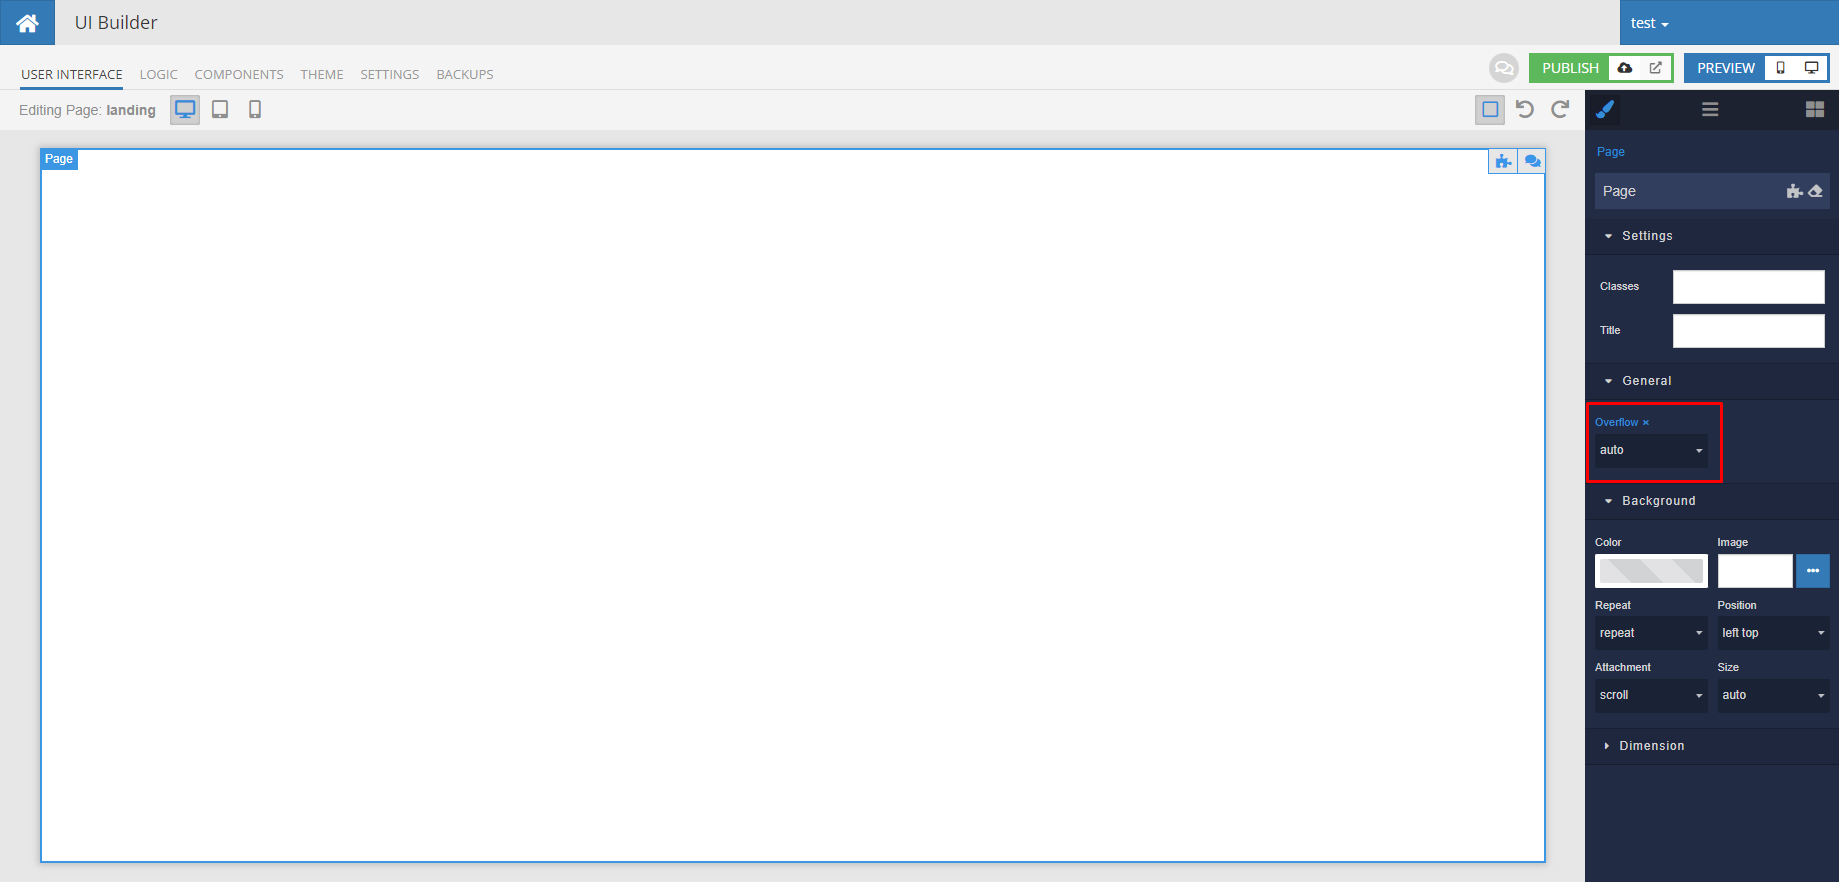 UI Builder
test
USER INTERFACE LOGIC COMPONENTS THEME SETTINGS BACKUPS
PUBLISH
PREVIEW
Editing Page: landing
Page
Page
Page
Settings
Classes
Title
General
Overflow ×
auto
Background
Color Image
Repeat Position
repeat left top
Attachment Size
scroll auto
Dimension